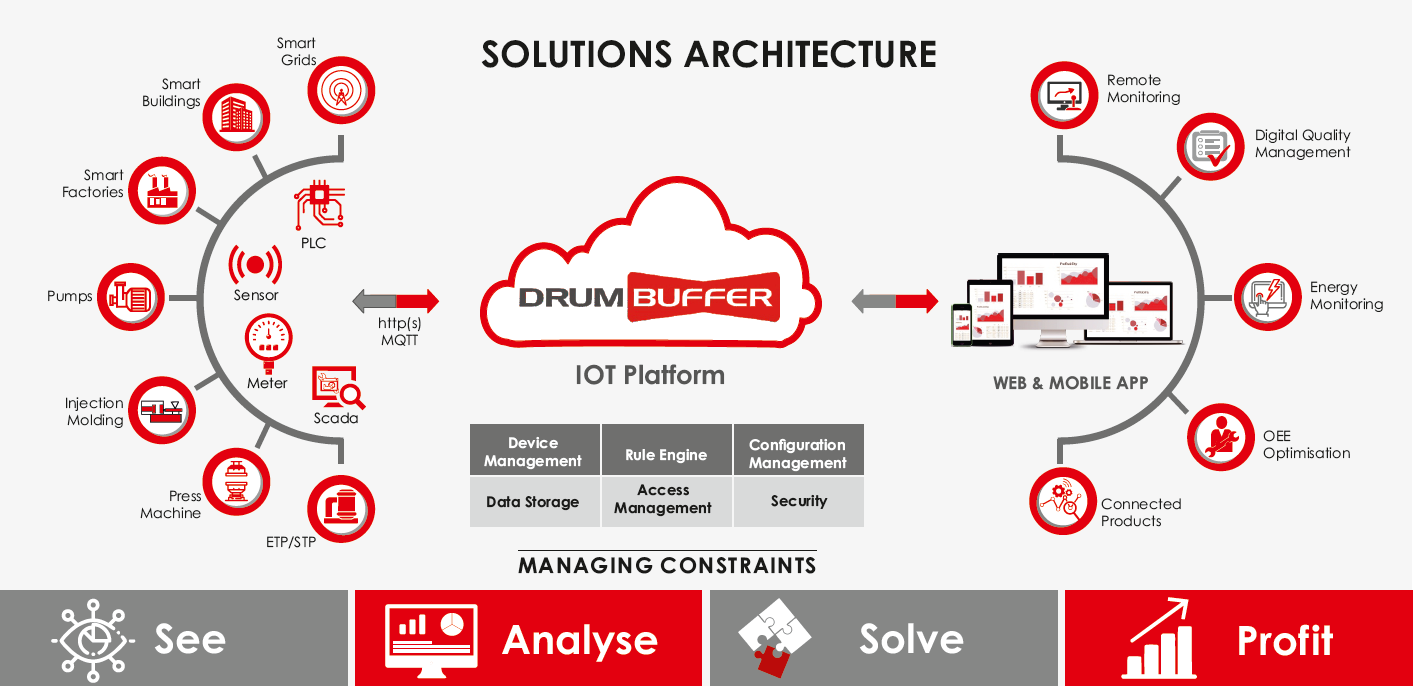 SOLUTIONS ARCHITECTURE
Smart
Grids
Smart
Buildings
Smart
Factories
Pumps
Injection
Molding
Press
Machine
ETP/STP
PLC
Sensor
Meter
Scada
http(s)
MQTT
DRUM BUFFER
IOT Platform
Device
Management
Rule Engine
Configuration
Management
Data Storage
Access
Management
Security
MANAGING CONSTRAINTS
WEB & MOBILE APP
Remote
Monitoring
Digital Quality
Management
Energy
Monitoring
OEE
Optimisation
Connected
Products
See
Analyse
Solve
Profit